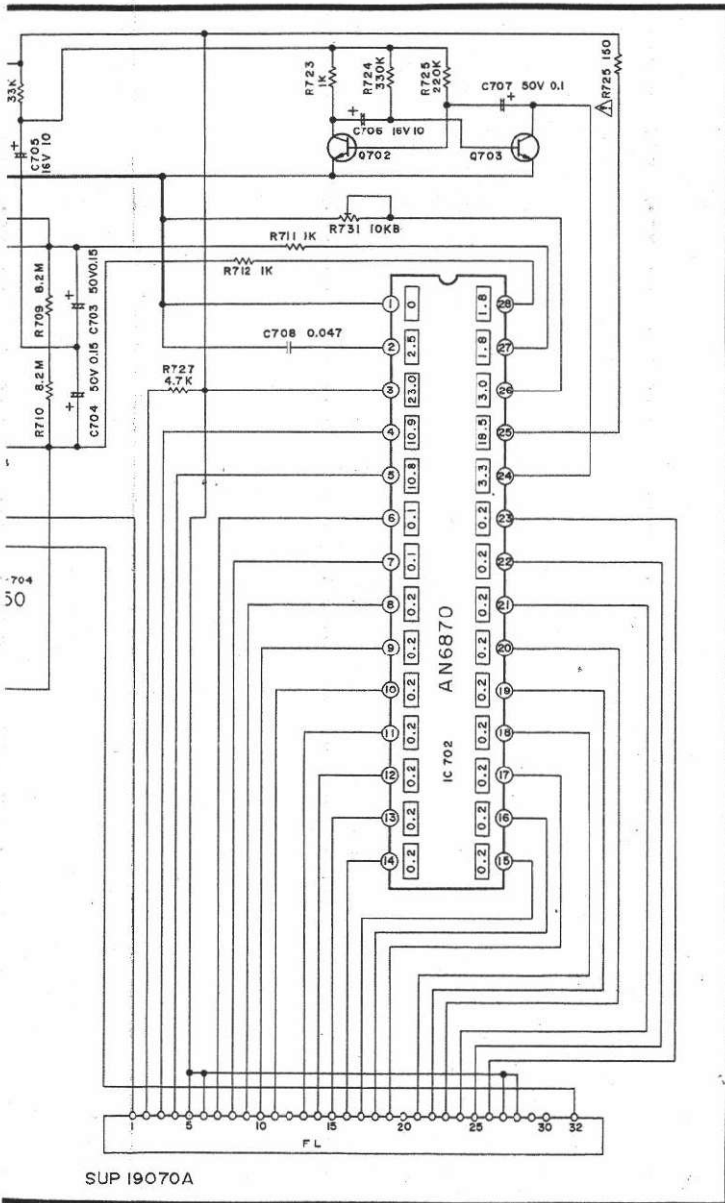 33K
C705
16V 10
R723
1K
R724
330K
R725
220K
C707 50V 0.1
R725 150
+
+
+
C706 16V 10
Q702
Q703
R731 10KB
R711 1K
R712 1K
R709 8.2M
C703 50V 0.15
+
R710 8.2M
C704 50V 0.15
+
C708 0.047
R727
4.7K
1 0 1.8 28
2 2.5 1.8 27
3 23.0 3.0 26
4 10.9 18.5 25
5 10.8 3.3 24
6 0.1 0.2 23
7 0.1 0.2 22
8 0.2 0.2 21
9 0.2 0.2 20
10 0.2 0.2 19
11 0.2 0.2 18
12 0.2 0.2 17
13 0.2 0.2 16
14 0.2 0.2 15
AN6870
IC 702
-704
50
1 5 10 15 20 25 30 32
FL
SUP 19070A